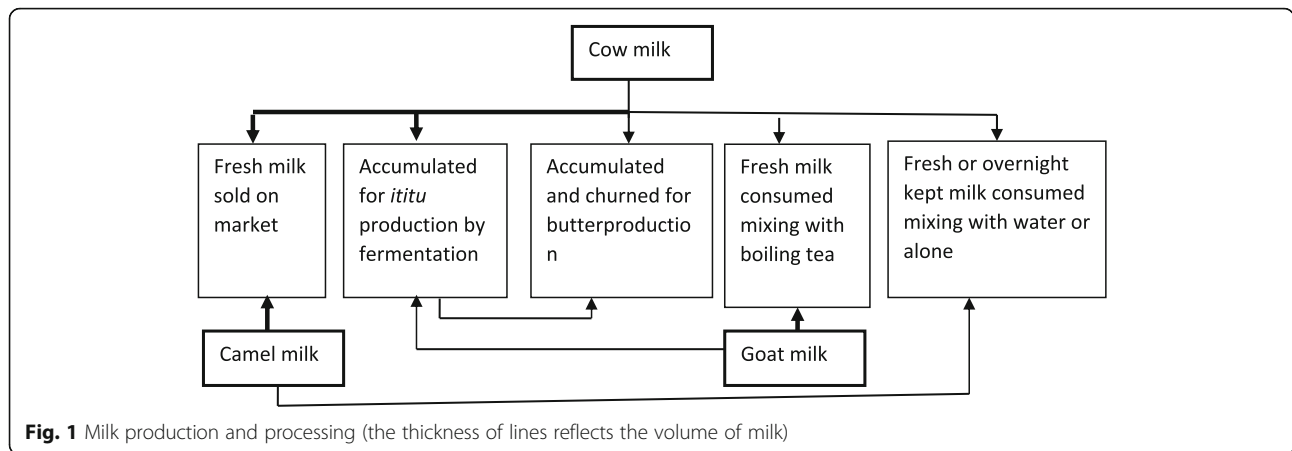 Cow milk
Fresh milk
sold on
market
Accumulated
for ititu
production by
fermentation
Accumulated
and churned for
butterproductio
n
Fresh milk
consumed
mixing with
boiling tea
Fresh or overnight
kept milk consumed
mixing with water or
alone
Camel milk
Goat milk
Fig. 1 Milk production and processing (the thickness of lines reflects the volume of milk)